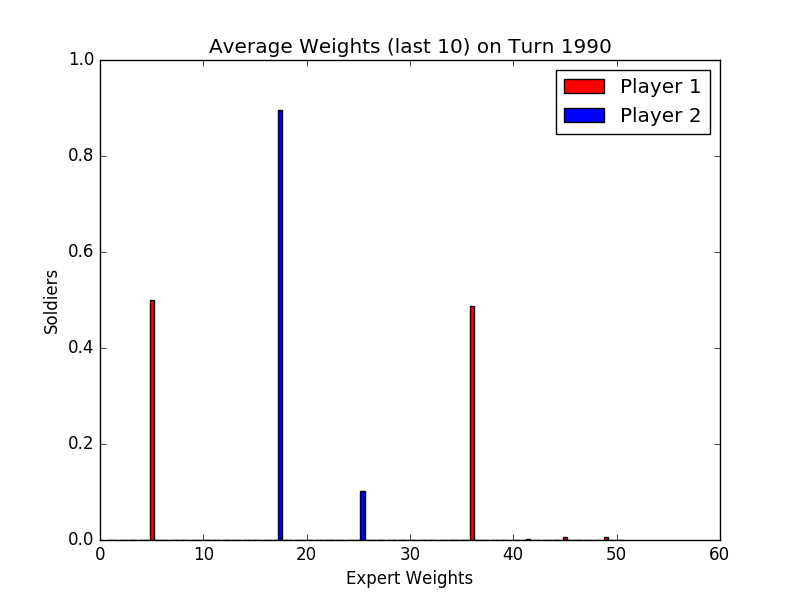 Average Weights (last 10) on Turn 1990
1.0
Player 1
Player 2
0.8
0.6
Soldiers
0.4
0.2
0.0
0 10 20 30 40 50 60
Expert Weights